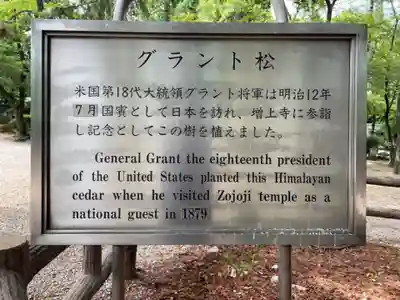 グラント松
米国第18代大統領グラント将軍は明治12年
7月国賓として日本を訪れ、増上寺に参詣
し記念としてこの樹を植えました。
General Grant the eighteenth president
of the United States planted this Himalayan
cedar when he visited Zojoji temple as a
national guest in 1879